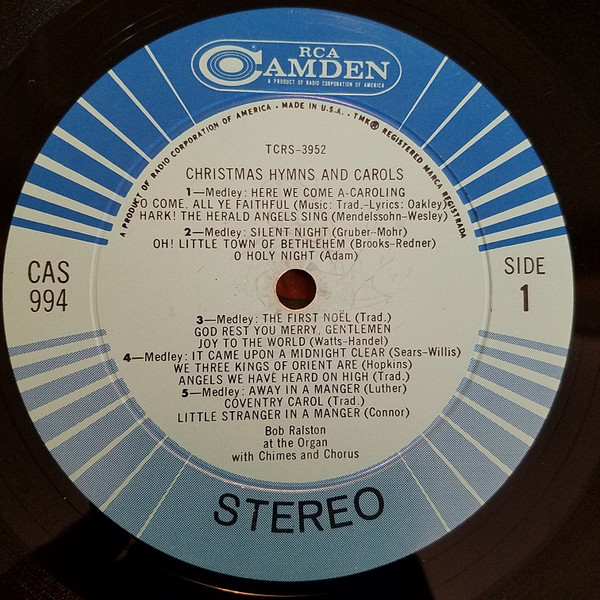 RCA
CAMDEN
A PRODUCT OF RADIO CORPORATION OF AMERICA
A PRODUCT OF RADIO CORPORATION OF AMERICA • MADE IN U.S.A. • TMK® REGISTERED MARCA REGISTRADA
TCRS-3952
CHRISTMAS HYMNS AND CAROLS
1—Medley: HERE WE COME A-CAROLING
O COME, ALL YE FAITHFUL (Music: Trad.-Lyrics: Oakley)
HARK! THE HERALD ANGELS SING (Mendelssohn-Wesley)
2—Medley: SILENT NIGHT (Gruber-Mohr)
OH! LITTLE TOWN OF BETHLEHEM (Brooks-Redner)
O HOLY NIGHT (Adam)
CAS
994
SIDE
1
3—Medley: THE FIRST NOËL (Trad.)
GOD REST YOU MERRY, GENTLEMEN
JOY TO THE WORLD (Watts-Handel)
4—Medley: IT CAME UPON A MIDNIGHT CLEAR (Sears-Willis)
WE THREE KINGS OF ORIENT ARE (Hopkins)
ANGELS WE HAVE HEARD ON HIGH (Trad.)
5—Medley: AWAY IN A MANGER (Luther)
COVENTRY CAROL (Trad.)
LITTLE STRANGER IN A MANGER (Connor)
Bob Ralston
at the Organ
with Chimes and Chorus
STEREO